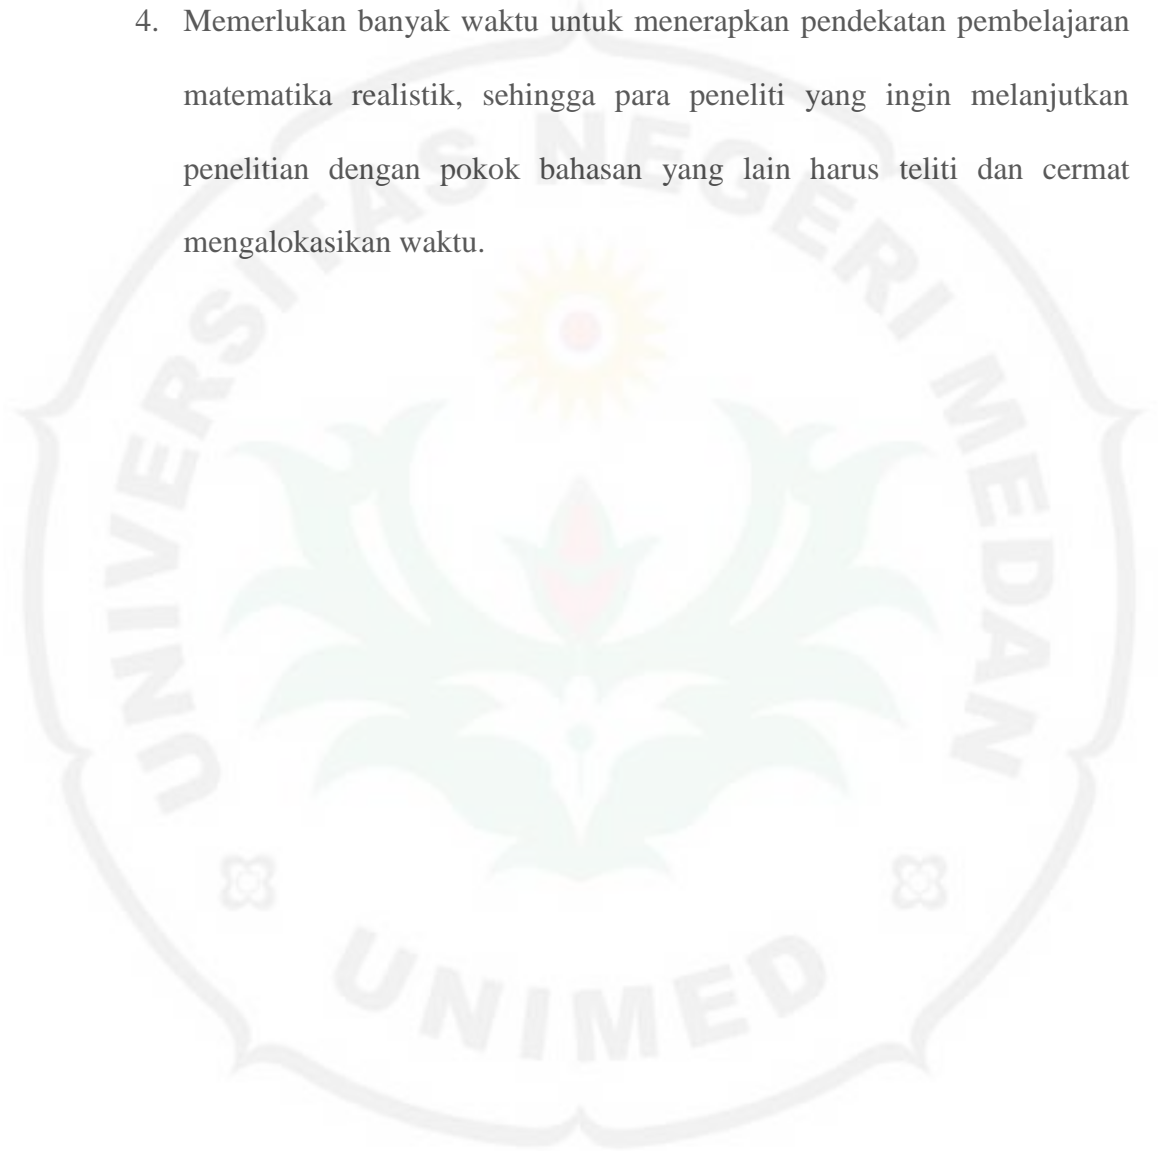 4. Memerlukan banyak waktu untuk menerapkan pendekatan pembelajaran
matematika realistik, sehingga para peneliti yang ingin melanjutkan
penelitian dengan pokok bahasan yang lain harus teliti dan cermat
mengalokasikan waktu.
UNIVERSITAS NEGERI MEDAN
UNIMED